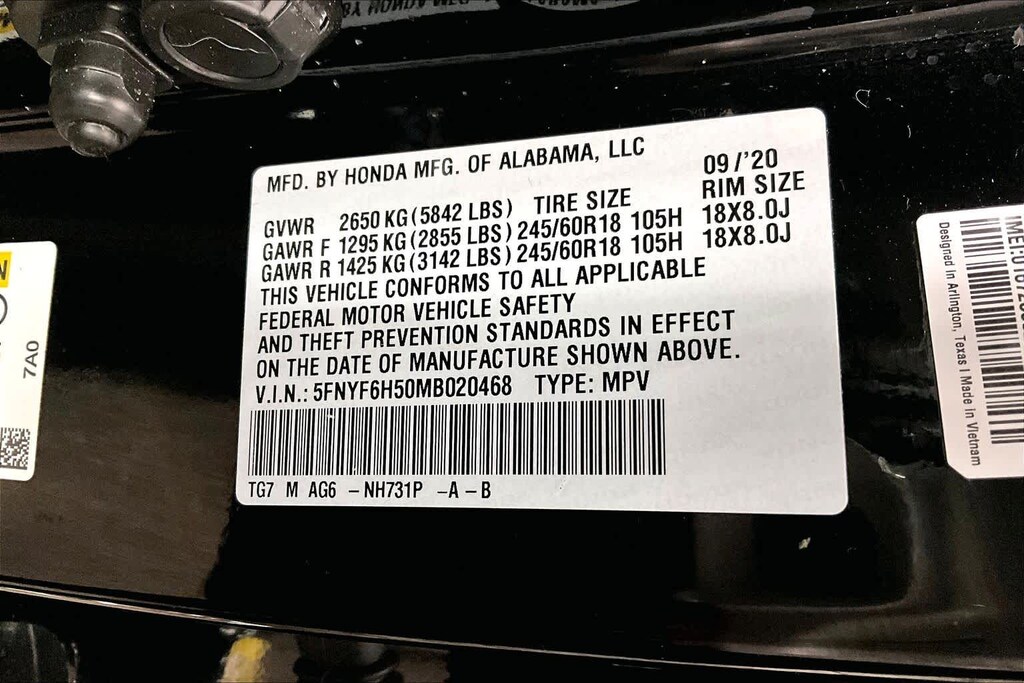 MFD. BY HONDA MFG. OF ALABAMA, LLC 09/'20
GVWR 2650 KG (5842 LBS) TIRE SIZE RIM SIZE
GAWR F 1295 KG (2855 LBS) 245/60R18 105H 18X8.0J
GAWR R 1425 KG (3142 LBS) 245/60R18 105H 18X8.0J
THIS VEHICLE CONFORMS TO ALL APPLICABLE
FEDERAL MOTOR VEHICLE SAFETY
AND THEFT PREVENTION STANDARDS IN EFFECT
ON THE DATE OF MANUFACTURE SHOWN ABOVE.
V.I.N.: 5FNYF6H50MB020468 TYPE: MPV
TG7 M AG6 – NH731P –A – B
7A0
Designed in Arlington, Texas | Made in Vietnam